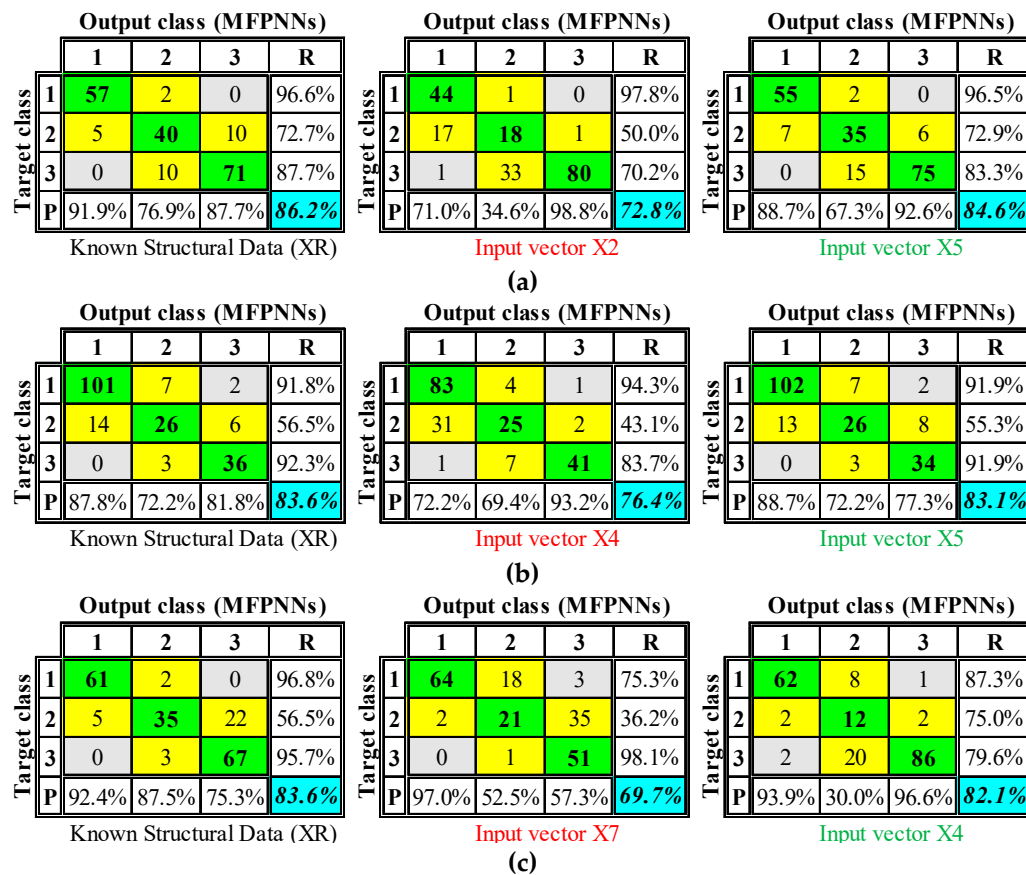 Output class (MFPNNs) Output class (MFPNNs) Output class (MFPNNs)
1 2 3 R 1 2 3 R 1 2 3 R
Target class Target class Target class
1 57 2 0 96.6% 1 44 1 0 97.8% 1 55 2 0 96.5%
2 5 40 10 72.7% 2 17 18 1 50.0% 2 7 35 6 72.9%
3 0 10 71 87.7% 3 1 33 80 70.2% 3 0 15 75 83.3%
P 91.9% 76.9% 87.7% 86.2% P 71.0% 34.6% 98.8% 72.8% P 88.7% 67.3% 92.6% 84.6%
Known Structural Data (XR) Input vector X2 Input vector X5
(a)
Output class (MFPNNs) Output class (MFPNNs) Output class (MFPNNs)
1 2 3 R 1 2 3 R 1 2 3 R
Target class Target class Target class
1 101 7 2 91.8% 1 83 4 1 94.3% 1 102 7 2 91.9%
2 14 26 6 56.5% 2 31 25 2 43.1% 2 13 26 8 55.3%
3 0 3 36 92.3% 3 1 7 41 83.7% 3 0 3 34 91.9%
P 87.8% 72.2% 81.8% 83.6% P 72.2% 69.4% 93.2% 76.4% P 88.7% 72.2% 77.3% 83.1%
Known Structural Data (XR) Input vector X4 Input vector X5
(b)
Output class (MFPNNs) Output class (MFPNNs) Output class (MFPNNs)
1 2 3 R 1 2 3 R 1 2 3 R
Target class Target class Target class
1 61 2 0 96.8% 1 64 18 3 75.3% 1 62 8 1 87.3%
2 5 35 22 56.5% 2 2 21 35 36.2% 2 2 12 2 75.0%
3 0 3 67 95.7% 3 0 1 51 98.1% 3 2 20 86 79.6%
P 92.4% 87.5% 75.3% 83.6% P 97.0% 52.5% 57.3% 69.7% P 93.9% 30.0% 96.6% 82.1%
Known Structural Data (XR) Input vector X7 Input vector X4
(c)